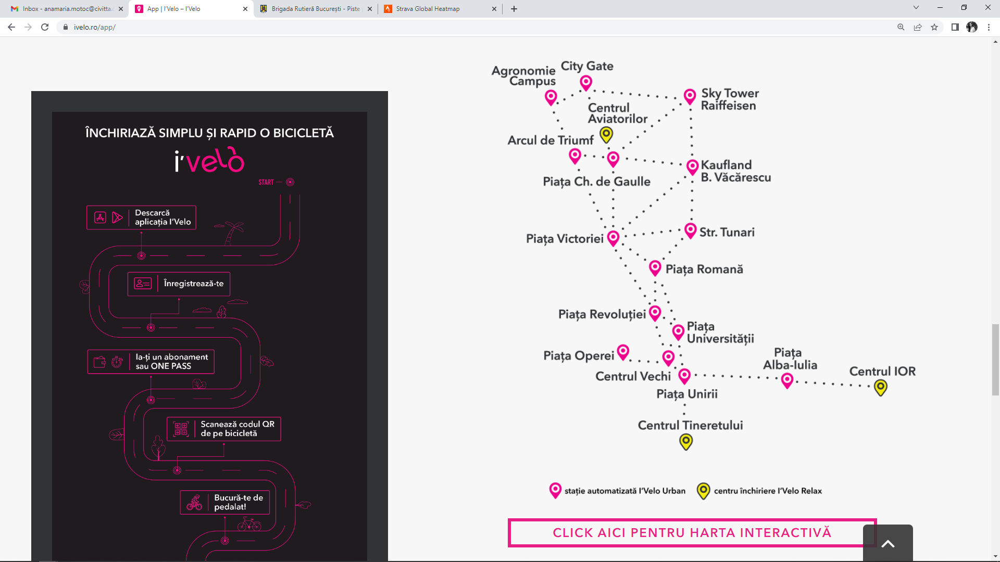 Inbox - anamaria.motoc@civitta.
App | I'Velo – I'Velo
Brigada Rutieră București - Piste
Strava Global Heatmap
ivelo.ro/app/
ÎNCHIRIAZĂ SIMPLU ȘI RAPID O BICICLETĂ
i'velo
START
Descarcă
aplicația I'Velo
Înregistrează-te
Ia-ți un abonament
sau ONE PASS
Scanează codul QR
de pe bicicletă
Bucură-te de
pedalat!
Agronomie
Campus
City Gate
Sky Tower
Raiffeisen
Centrul
Aviatorilor
Arcul de Triumf
Kaufland
B. Văcărescu
Piața Ch. de Gaulle
Piața Victoriei
Str. Tunari
Piața Romană
Piața Revoluției
Piața
Universității
Piața Operei
Piața
Alba-Iulia
Centrul IOR
Centrul Vechi
Piața Unirii
Centrul Tineretului
stație automatizată I'Velo Urban
centru închiriere I'Velo Relax
CLICK AICI PENTRU HARTA INTERACTIVĂ